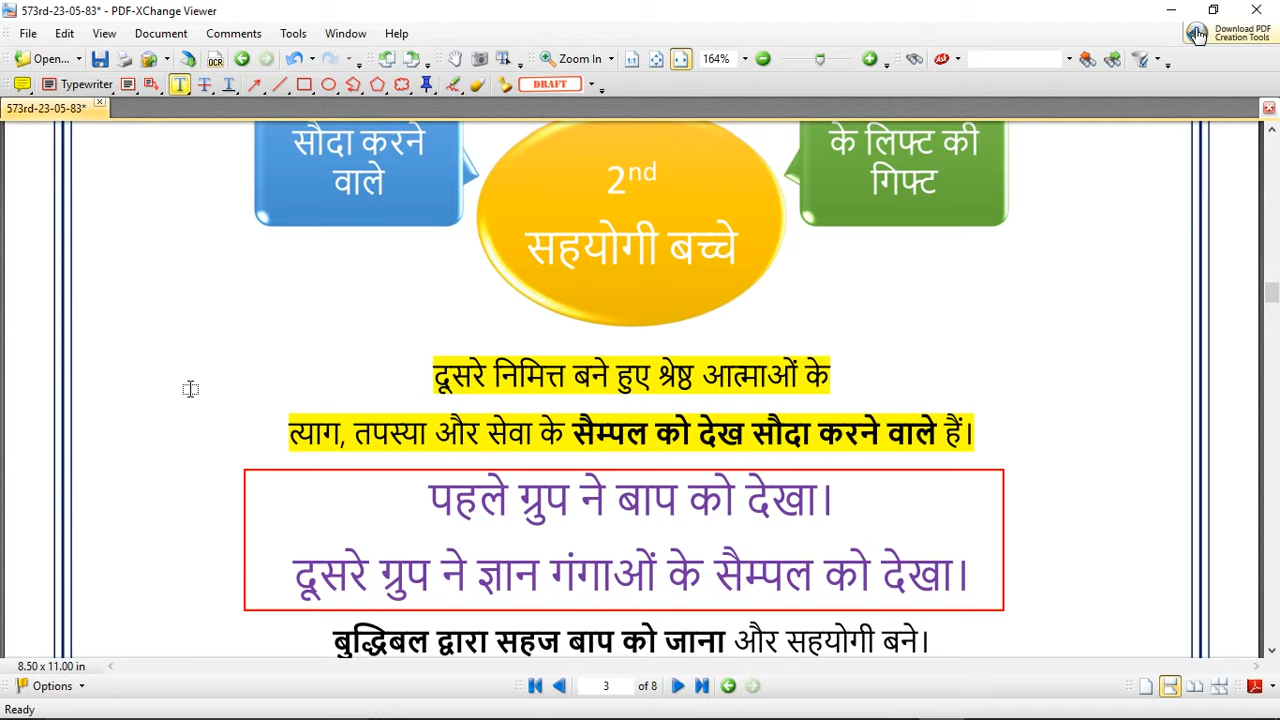 573rd-23-05-83* - PDF-XChange Viewer
File Edit View Document Comments Tools Window Help
Download PDF
Creation Tools
Open... OCR Zoom In 1:1 164%
Typewriter T T T DRAFT
573rd-23-05-83*
सौदा करने
वाले
2nd
सहयोगी बच्चे
के लिफ्ट की
गिफ्ट
दूसरे निमित्त बने हुए श्रेष्ठ आत्माओं के
त्याग, तपस्या और सेवा के सैम्पल को देख सौदा करने वाले हैं।
पहले ग्रुप ने बाप को देखा।
दूसरे ग्रुप ने ज्ञान गंगाओं के सैम्पल को देखा।
बुद्धिबल द्वारा सहज बाप को जाना और सहयोगी बने।
8.50 x 11.00 in
Options 3 of 8
Ready